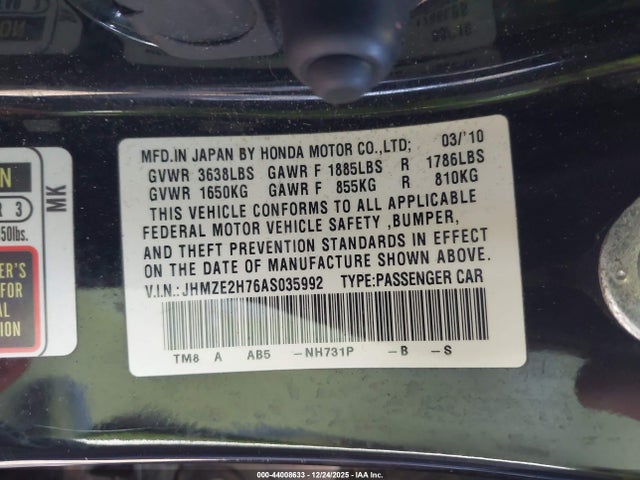 MFD.IN JAPAN BY HONDA MOTOR CO.,LTD; 03/'10
GVWR 3638LBS GAWR F 1885LBS R 1786LBS
GVWR 1650KG GAWR F 855KG R 810KG
THIS VEHICLE CONFORMS TO ALL APPLICABLE
FEDERAL MOTOR VEHICLE SAFETY ,BUMPER,
AND THEFT PREVENTION STANDARDS IN EFFECT
ON THE DATE OF MANUFACTURE SHOWN ABOVE.
V.I.N.:JHMZE2H76AS035992 TYPE:PASSENGER CAR
TM8 A AB5 -NH731P -B -S
MK
3
50lbs.
FOR
000-44008633 - 12/24/2025 - IAA Inc.